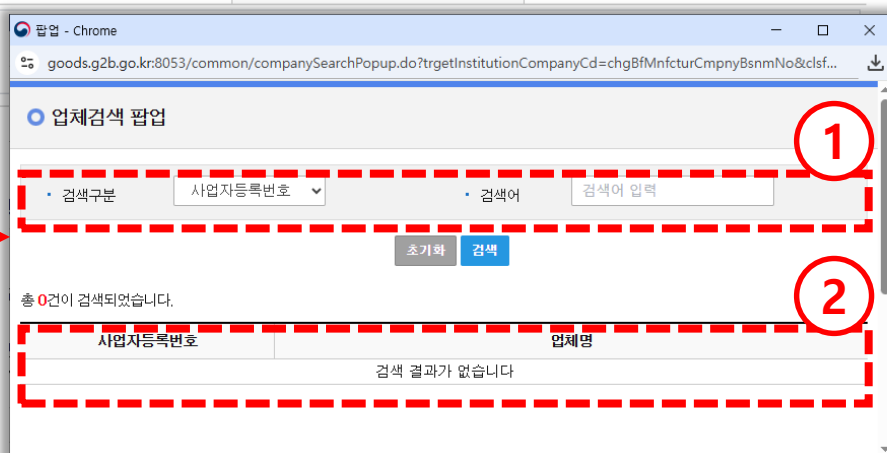 팝업 - Chrome
goods.g2b.go.kr:8053/common/companySearchPopup.do?trgetInstitutionCompanyCd=chgBfMnfcturCmpnyBsnmNo&clsf...
업체검색 팝업
1
검색구분 사업자등록번호 검색어 검색어 입력
초기화 검색
2
총 0건이 검색되었습니다.
사업자등록번호 업체명
검색 결과가 없습니다